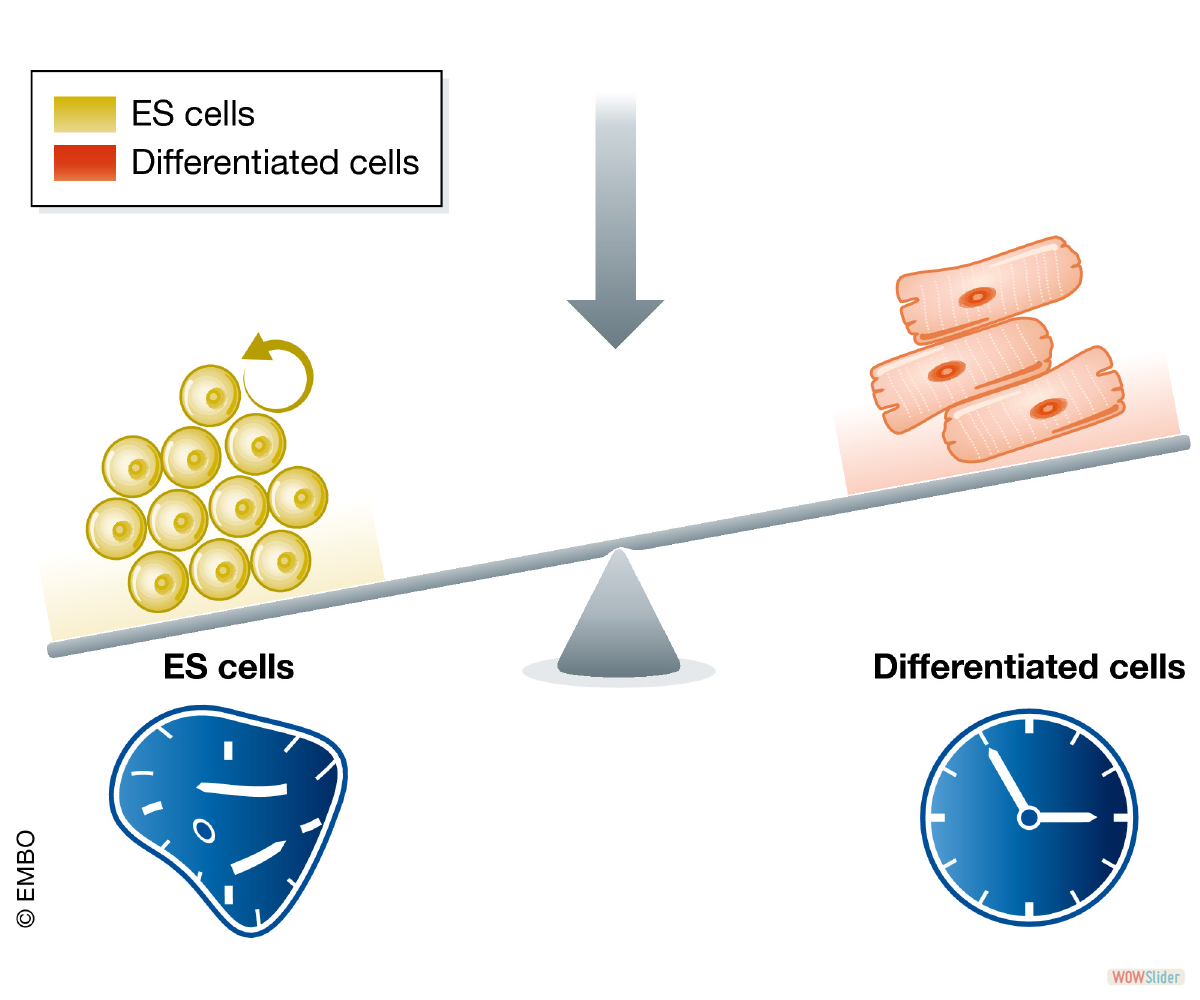 ES cells
Differentiated cells
ES cells
Differentiated cells
© EMBO
WOWSlider